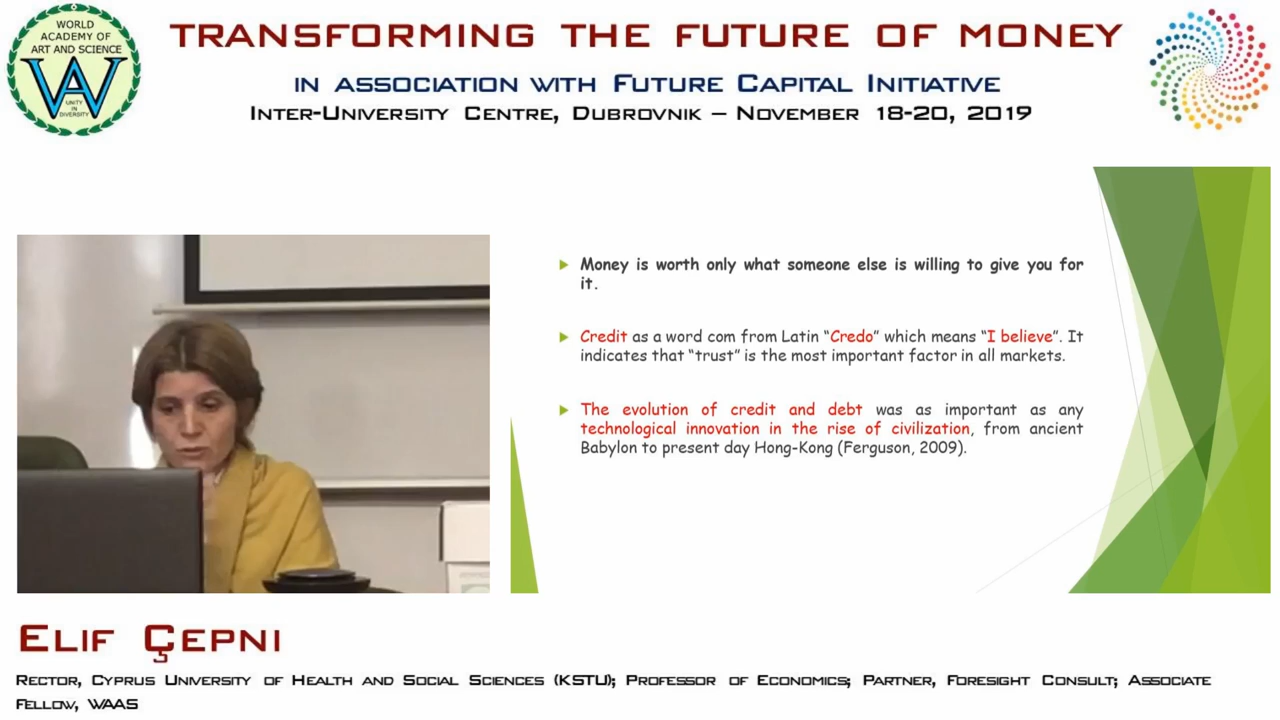 WORLD
ACADEMY OF
ART AND SCIENCE
WA
UNITY
IN
DIVERSITY
TRANSFORMING THE FUTURE OF MONEY
IN ASSOCIATION WITH FUTURE CAPITAL INITIATIVE
INTER-UNIVERSITY CENTRE, DUBROVNIK – NOVEMBER 18-20, 2019
Money is worth only what someone else is willing to give you for
it.
Credit as a word com from Latin “Credo” which means “I believe”. It
indicates that “trust” is the most important factor in all markets.
The evolution of credit and debt was as important as any
technological innovation in the rise of civilization, from ancient
Babylon to present day Hong-Kong (Ferguson, 2009).
ELIF ÇEPNI
RECTOR, CYPRUS UNIVERSITY OF HEALTH AND SOCIAL SCIENCES (KSTU); PROFESSOR OF ECONOMICS; PARTNER, FORESIGHT CONSULT; ASSOCIATE
FELLOW, WAAS